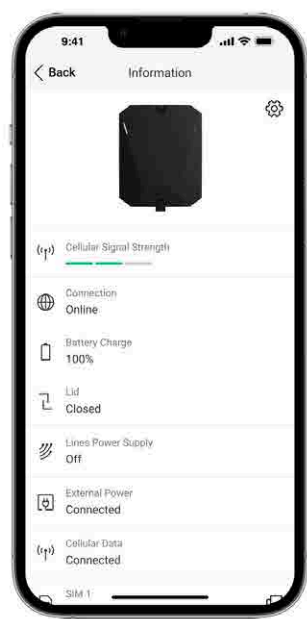 9:41
Back
Information
Cellular Signal Strength
Connection
Online
Battery Charge
100%
Lid
Closed
Lines Power Supply
Off
External Power
Connected
Cellular Data
Connected
SIM 1